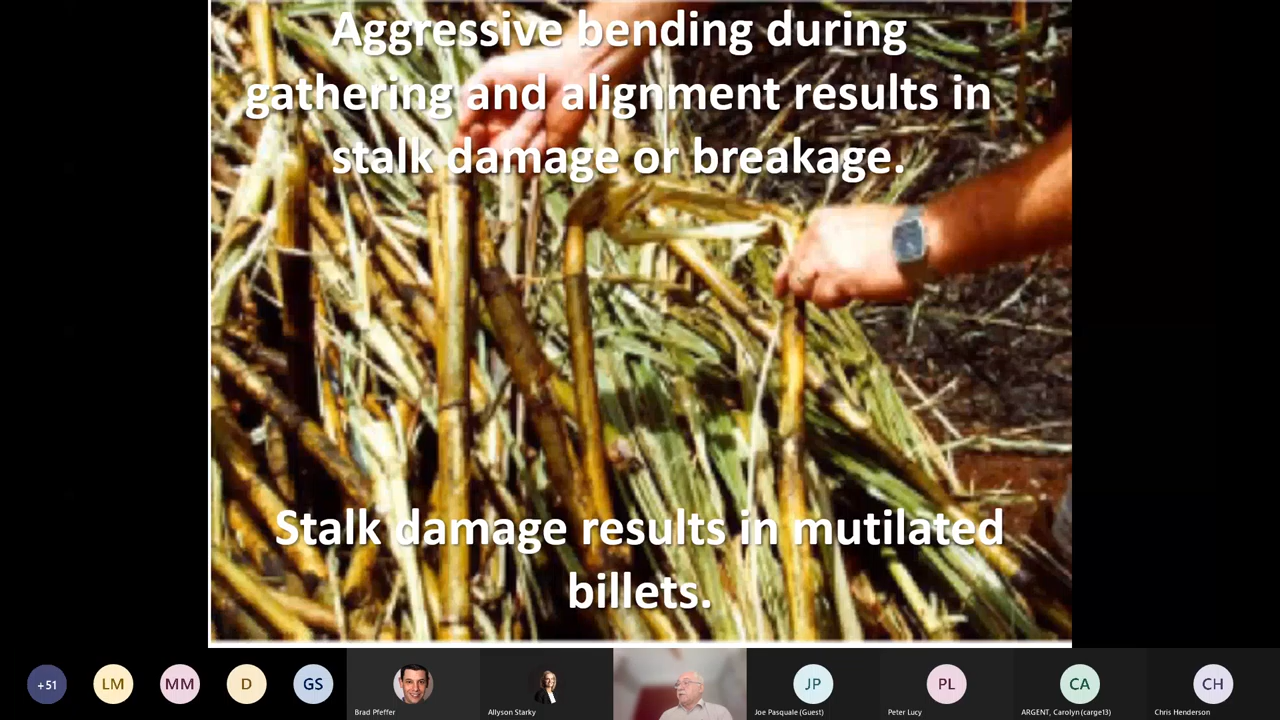 Aggressive bending during
gathering and alignment results in
stalk damage or breakage.
Stalk damage results in mutilated
billets.
+51
LM
MM
D
GS
JP
PL
CA
CH
Brad Pfeffer
Allyson Starky
Joe Pasquale (Guest)
Peter Lucy
ARGENT, Carolyn (carge13)
Chris Henderson